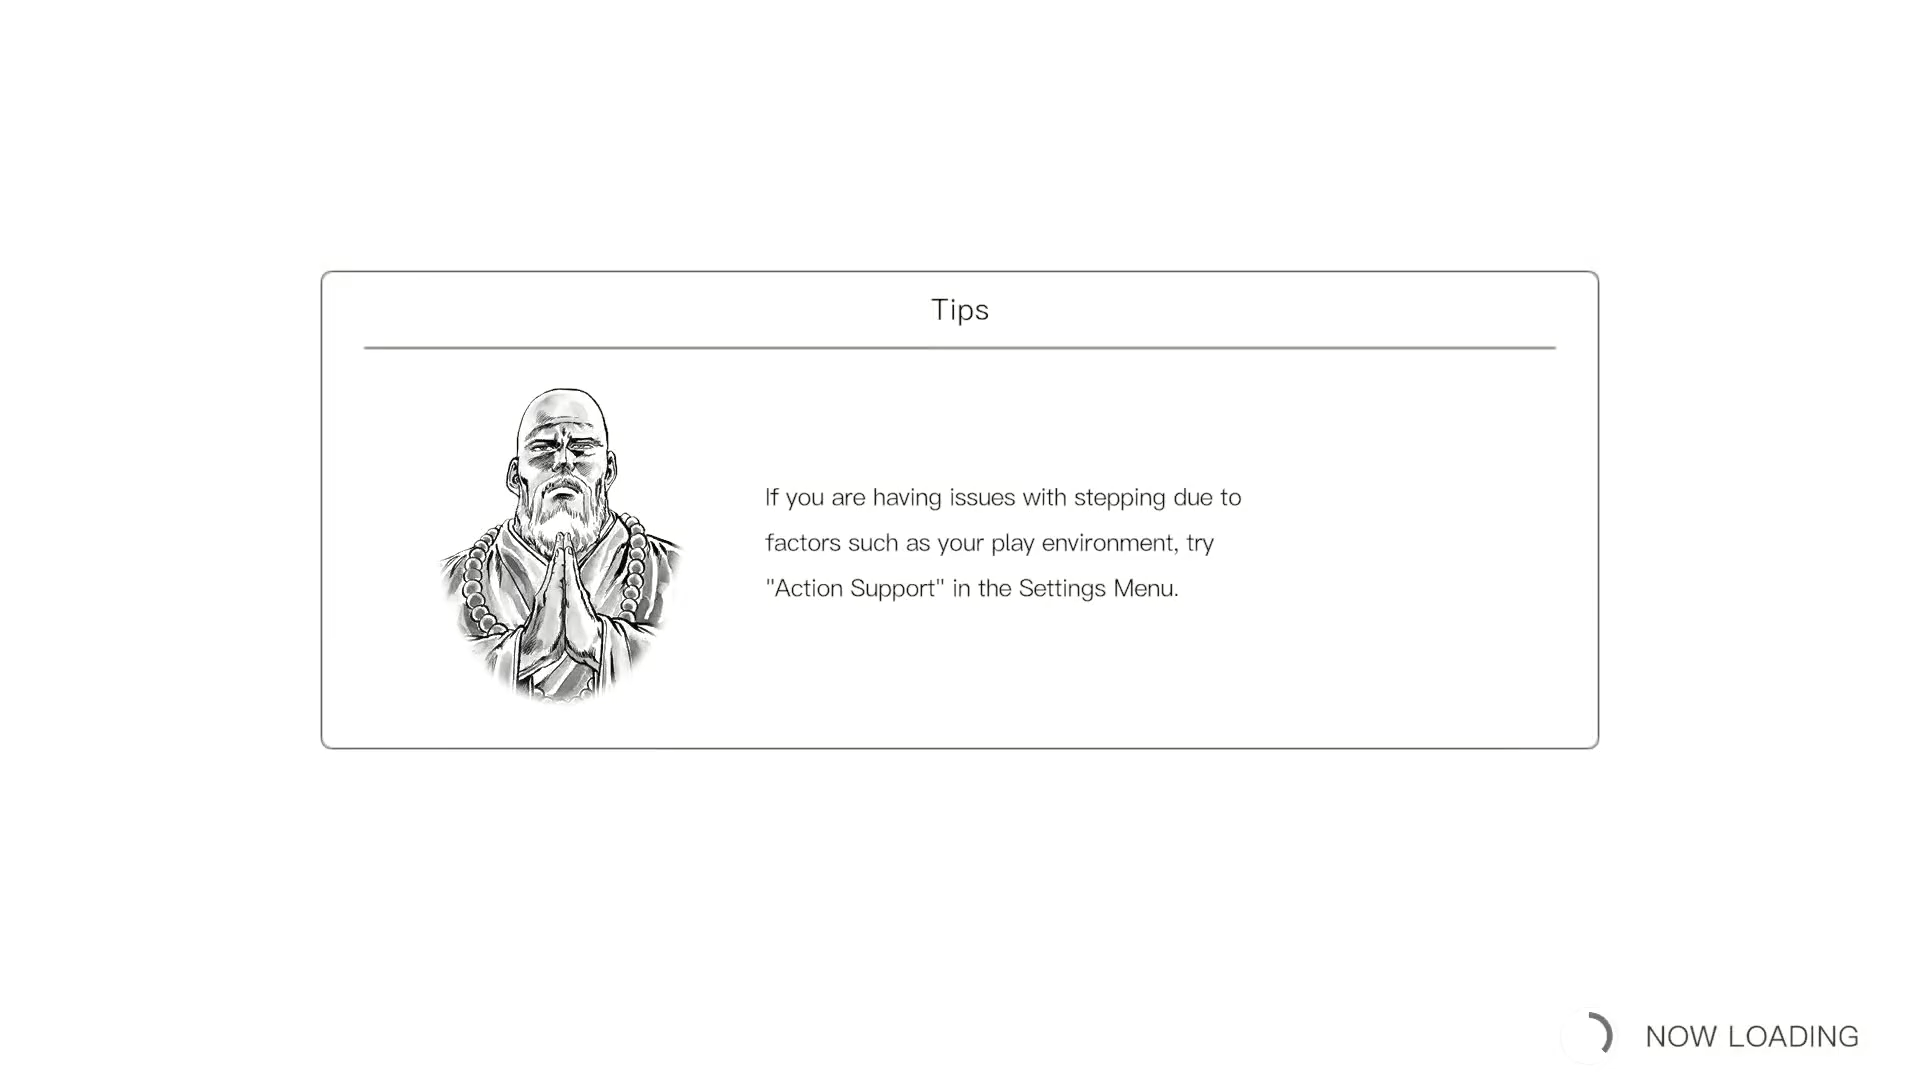 Tips
If you are having issues with stepping due to
factors such as your play environment, try
"Action Support" in the Settings Menu.
NOW LOADING